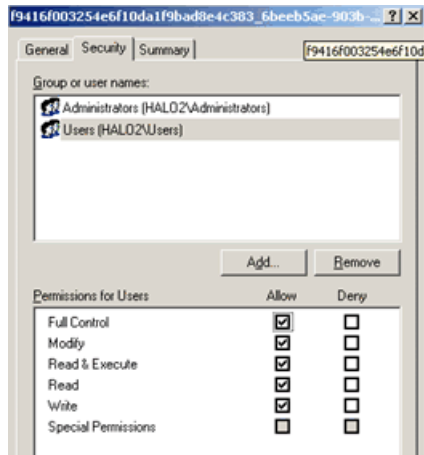 f9416f003254e6f10da1f9bad8e4c383_6beeb5ae-903b-...
General Security Summary
f9416f003254e6f10d
Group or user names:
Administrators (HALO2\Administrators)
Users (HALO2\Users)
Add... Remove
Permissions for Users Allow Deny
Full Control
Modify
Read & Execute
Read
Write
Special Permissions